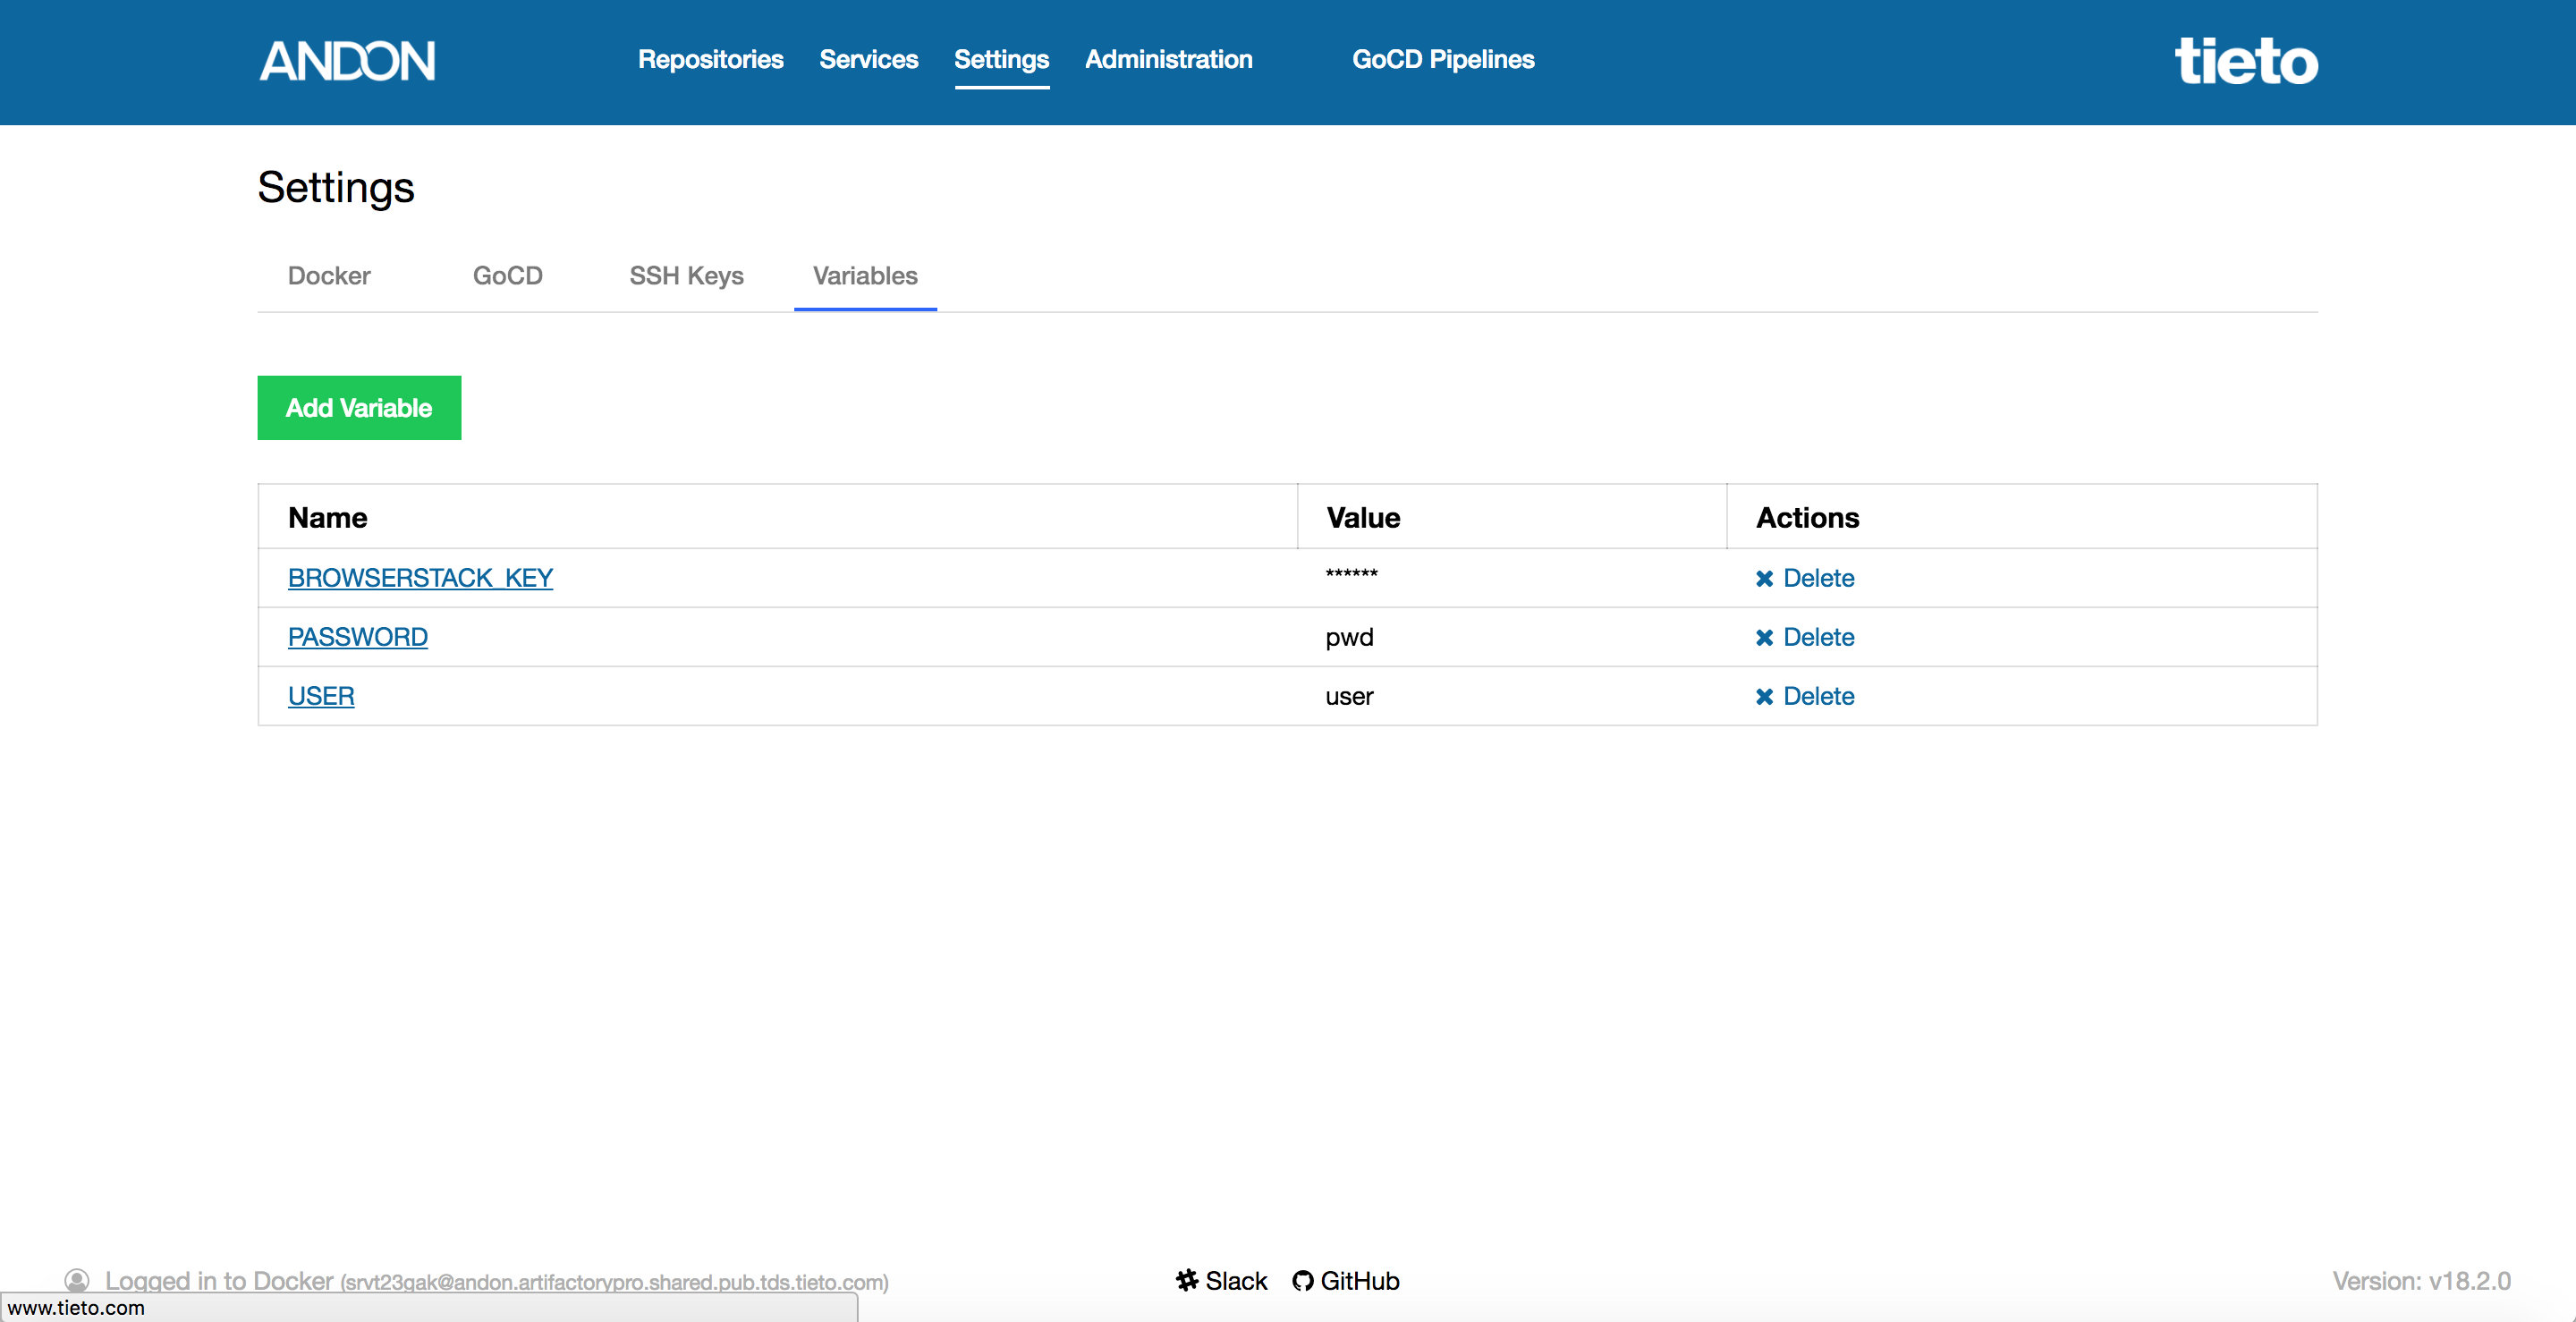 ANDON Repositories Services Settings Administration GoCD Pipelines tieto
Settings
Docker GoCD SSH Keys Variables
Add Variable
Name Value Actions
BROWSERSTACK_KEY ****** Delete
PASSWORD pwd Delete
USER user Delete
Logged in to Docker (srvt23gak@andon.artifactorypro.shared.pub.tds.tieto.com) Slack GitHub Version: v18.2.0
www.tieto.com